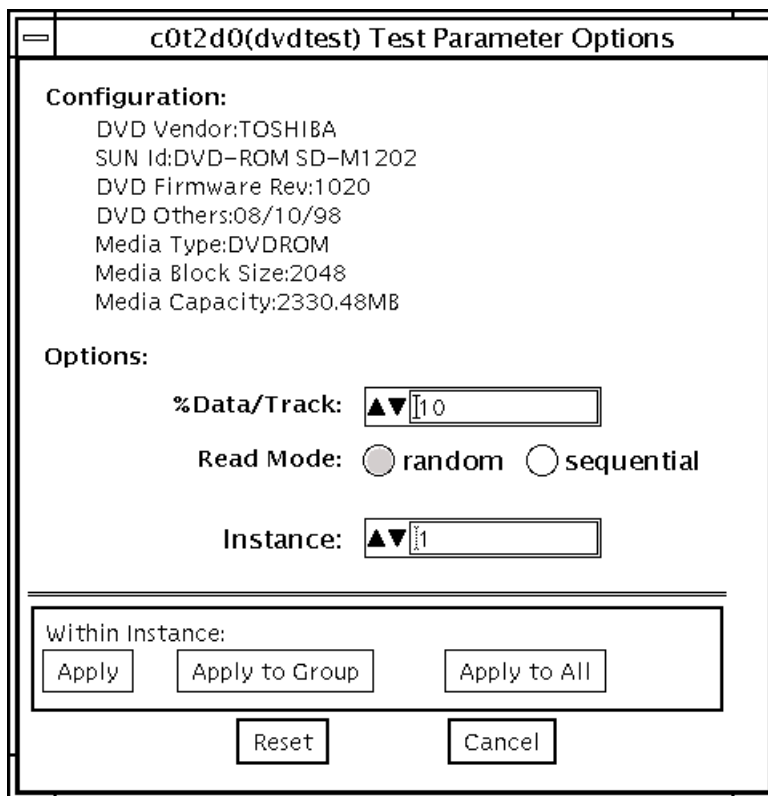 c0t2d0(dvdtest) Test Parameter Options
Configuration:
DVD Vendor:TOSHIBA
SUN Id:DVD-ROM SD-M1202
DVD Firmware Rev:1020
DVD Others:08/10/98
Media Type:DVDROM
Media Block Size:2048
Media Capacity:2330.48MB
Options:
%Data/Track: 10
Read Mode: random sequential
Instance: 1
Within Instance:
Apply Apply to Group Apply to All
Reset Cancel